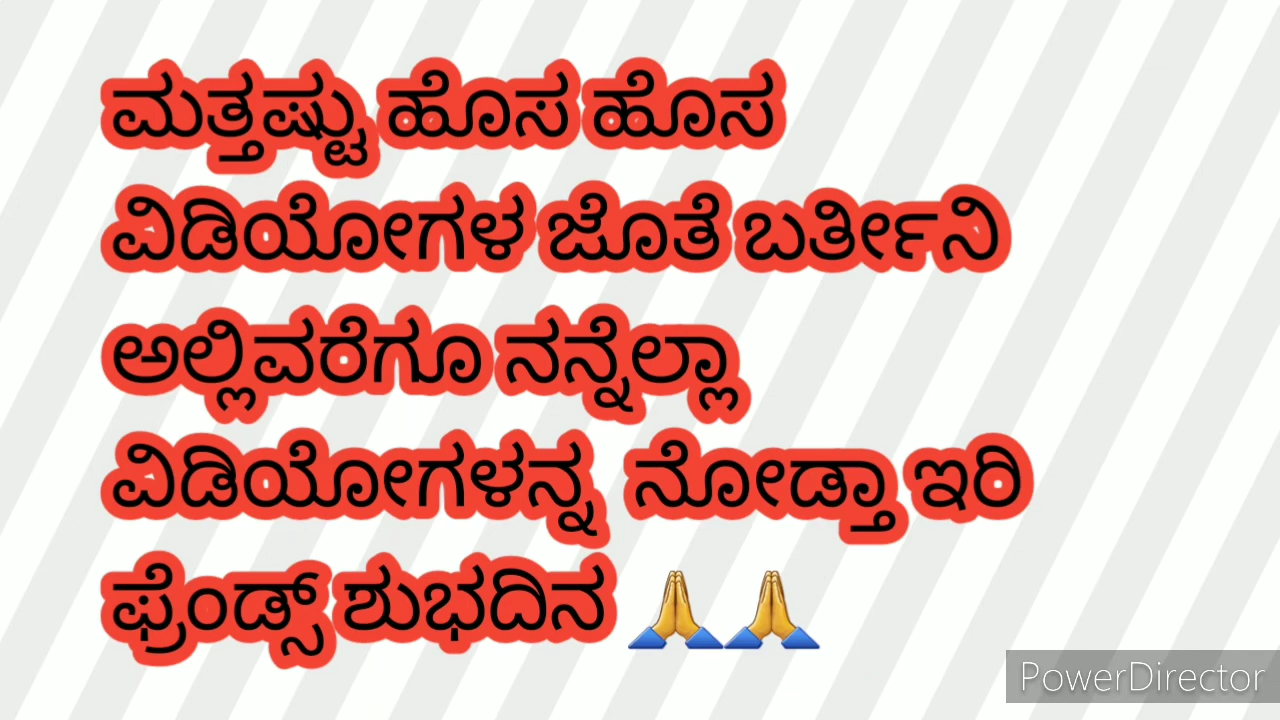 ಮತ್ತಷ್ಟು ಹೊಸ ಹೊಸ
ವಿಡಿಯೋಗಳ ಜೊತೆ ಬರ್ತೀನಿ
ಅಲ್ಲಿವರೆಗೂ ನನ್ನೆಲ್ಲಾ
ವಿಡಿಯೋಗಳನ್ನ ನೋಡ್ತಾ ಇರಿ
ಫ್ರೆಂಡ್ಸ್ ಶುಭದಿನ 🙏🙏
PowerDirector